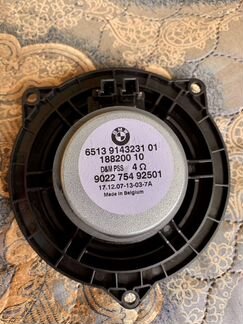 BMW
6513 9143231 01
188200 10
D&M PSS 4 Ω
9022 754 92501
17.12.07-13-03-7A
Made in Belgium